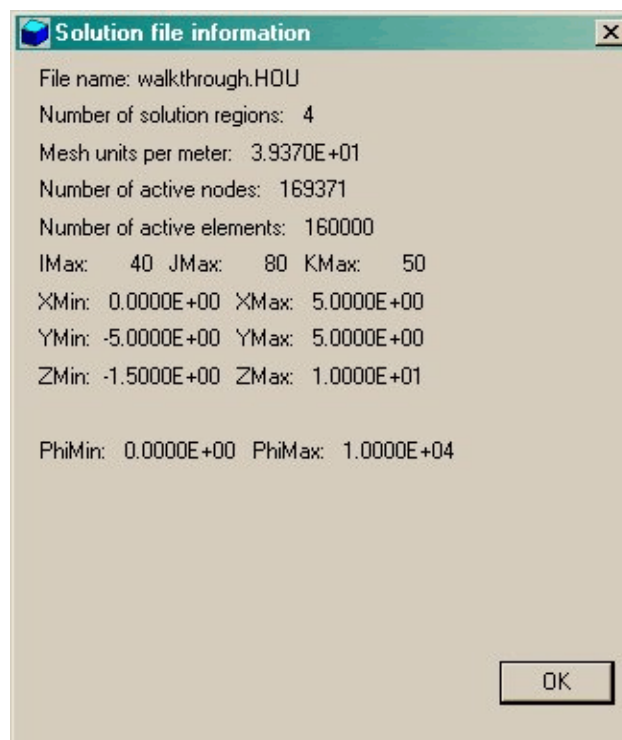 Solution file information
File name: walkthrough.HOU
Number of solution regions: 4
Mesh units per meter: 3.9370E+01
Number of active nodes: 169371
Number of active elements: 160000
IMax: 40 JMax: 80 KMax: 50
XMin: 0.0000E+00 XMax: 5.0000E+00
YMin: -5.0000E+00 YMax: 5.0000E+00
ZMin: -1.5000E+00 ZMax: 1.0000E+01
PhiMin: 0.0000E+00 PhiMax: 1.0000E+04
OK